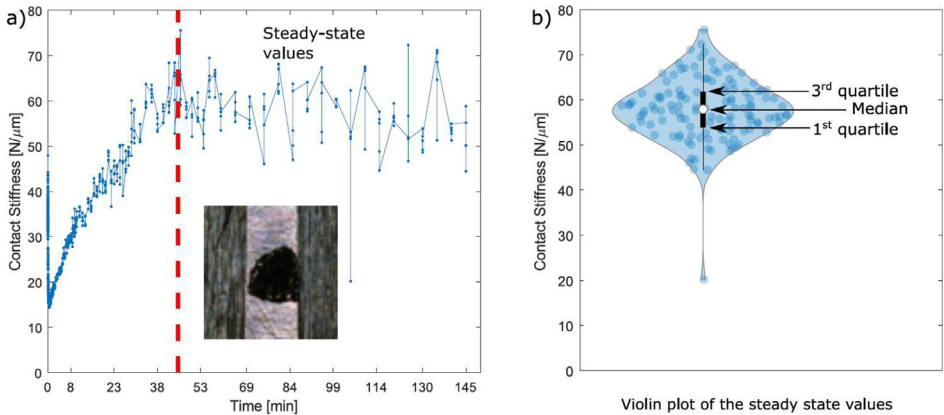 a)
Steady-state
values
Contact Stiffness [N/μm]
80
70
60
50
40
30
20
10
0
0 8 23 38 53 69 84 99 114 130 145
Time [min]
b)
Contact Stiffness [N/μm]
80
70
60
50
40
30
20
10
0
3rd quartile
Median
1st quartile
Violin plot of the steady state values